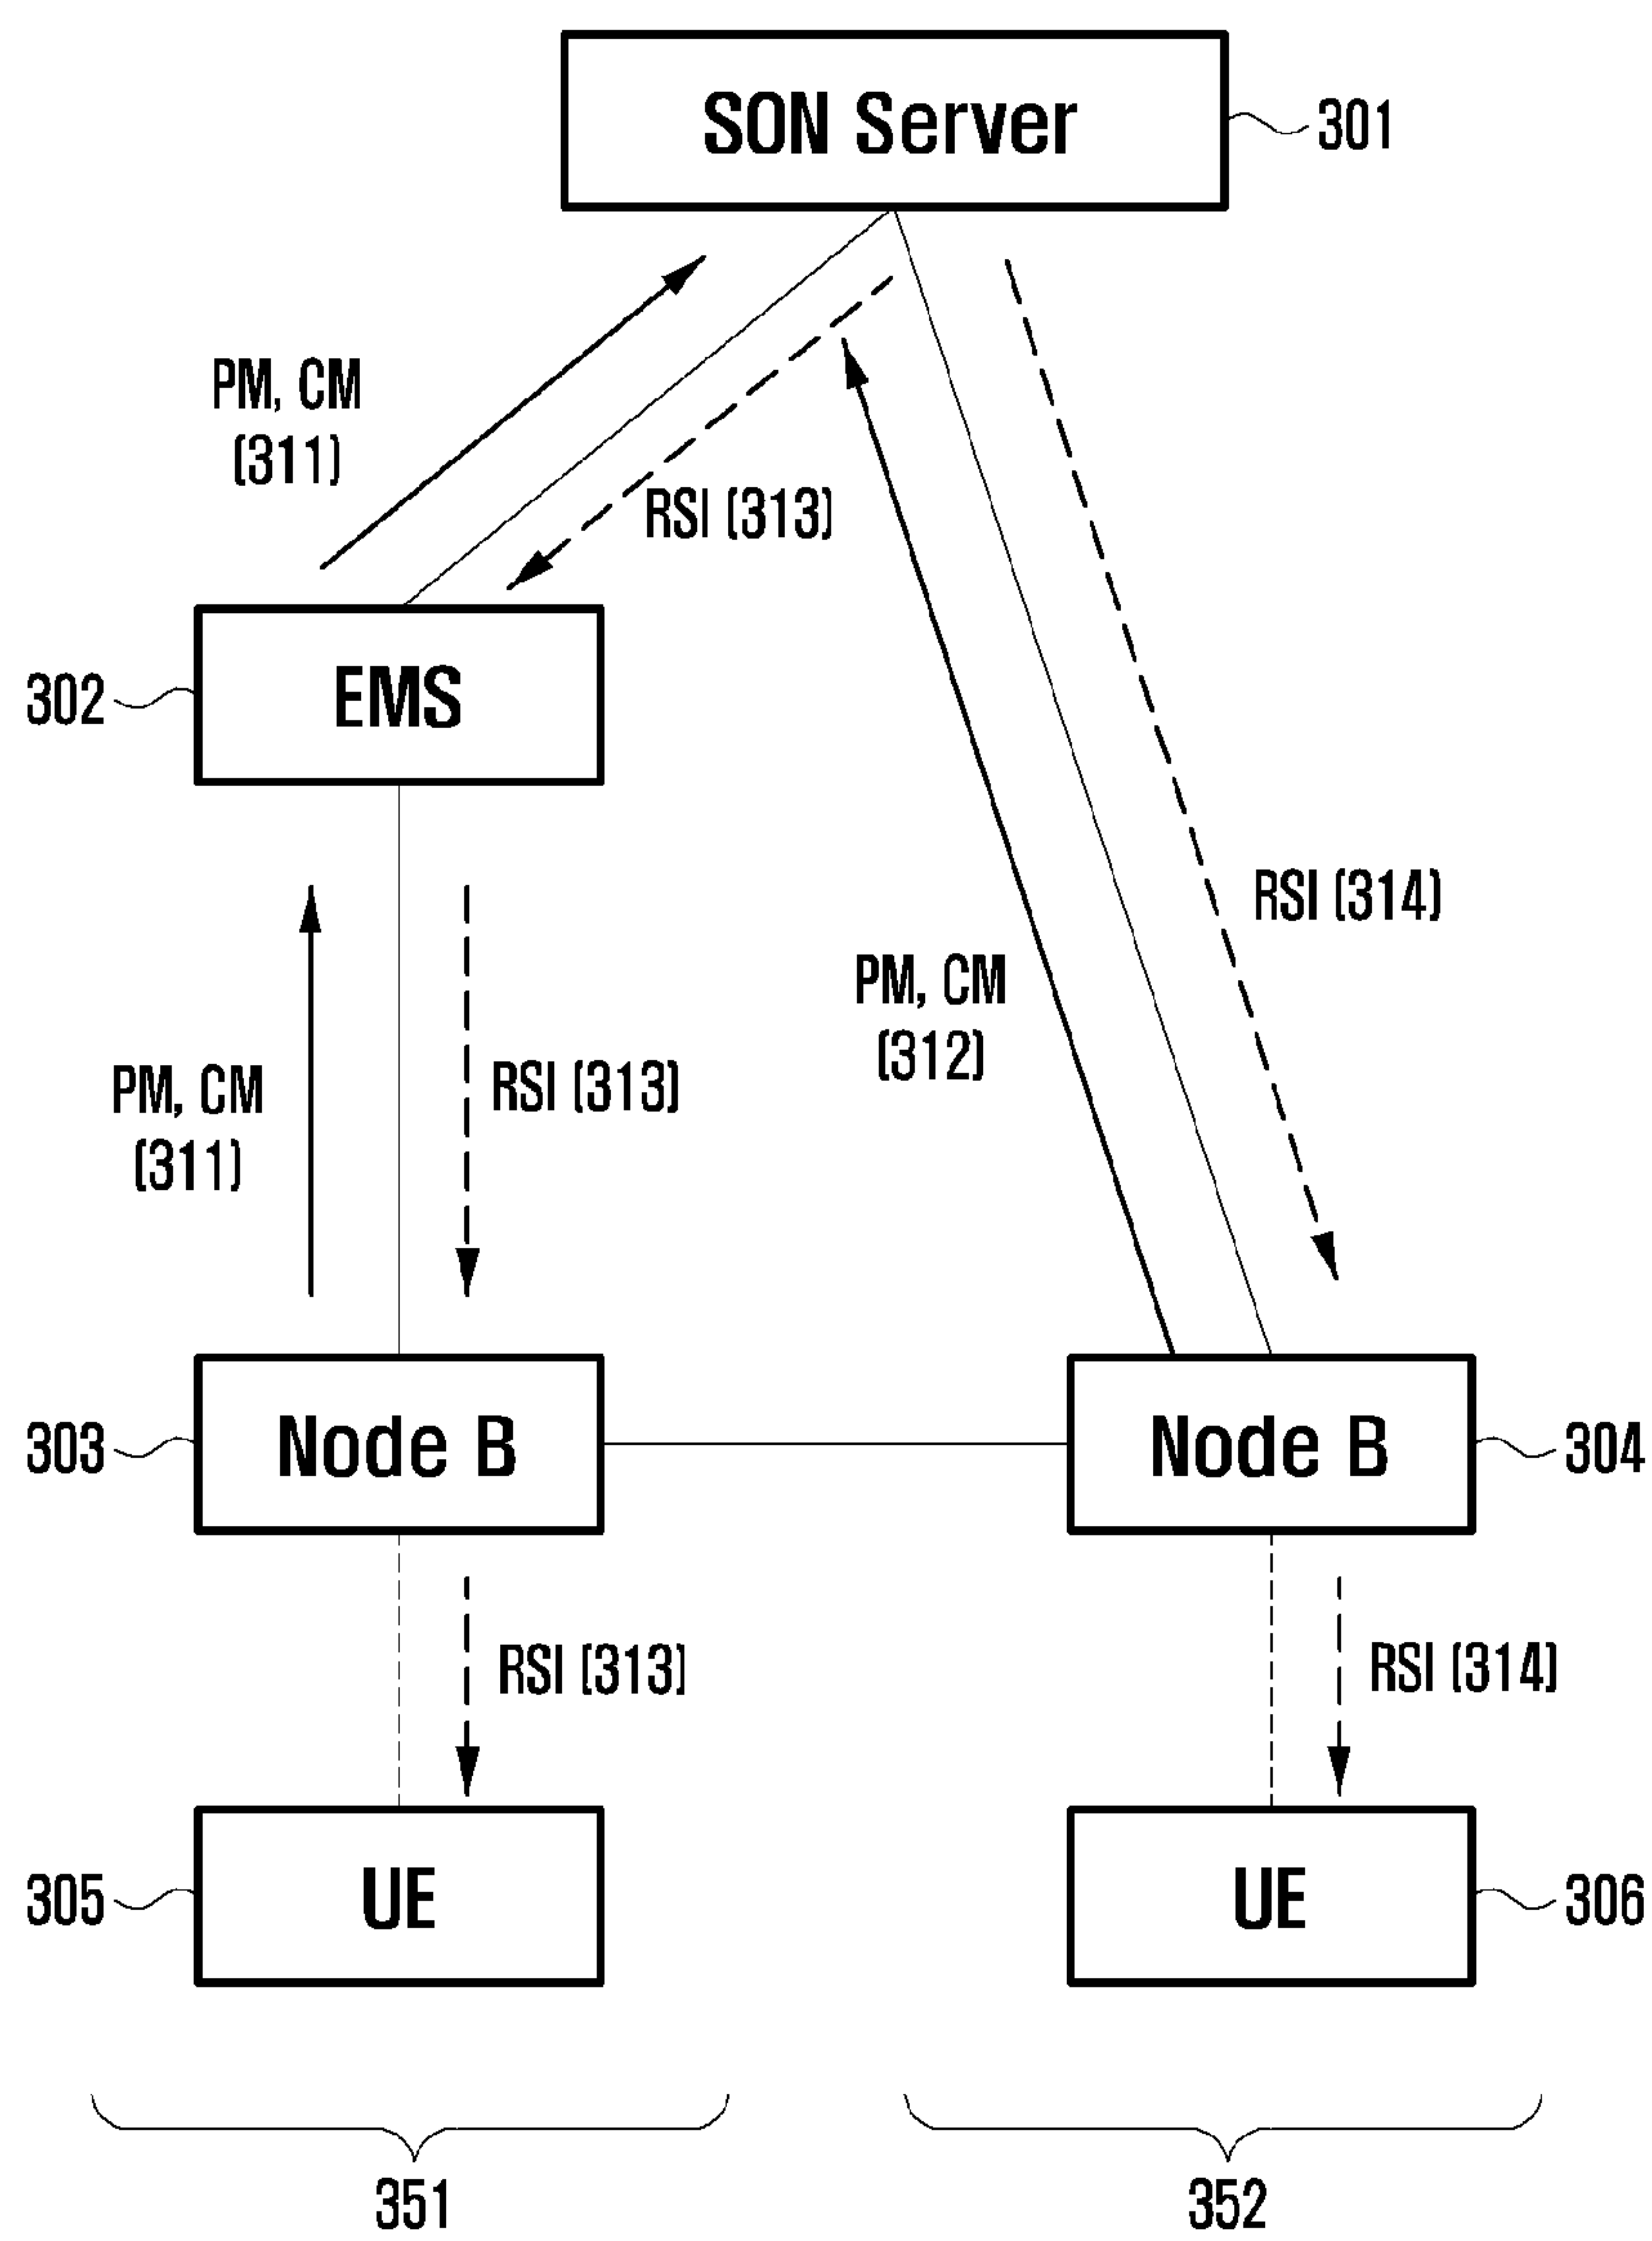 SON Server
301
PM, CM
(311)
RSI (313)
302
EMS
RSI (314)
PM, CM
(312)
PM, CM
(311)
RSI (313)
303
Node B
Node B
304
RSI (313)
RSI (314)
305
UE
UE
306
351
352